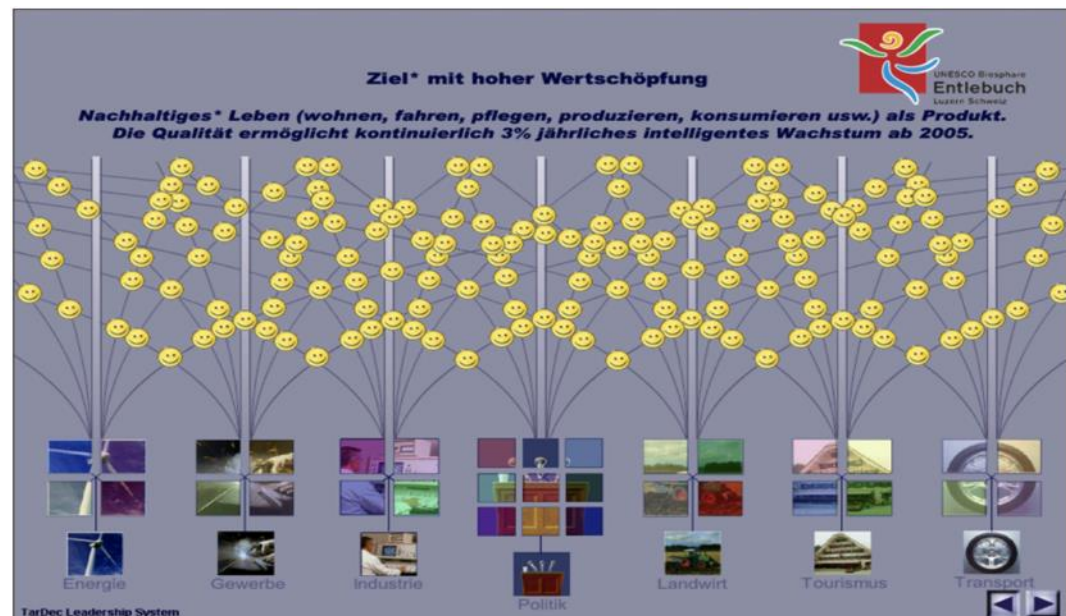 Ziel* mit hoher Wertschöpfung
UNESCO Biosphäre
Entlebuch
Luzern Schweiz
Nachhaltiges* Leben (wohnen, fahren, pflegen, produzieren, konsumieren usw.) als Produkt.
Die Qualität ermöglicht kontinuierlich 3% jährliches intelligentes Wachstum ab 2005.
Energie
Gewerbe
Industrie
Politik
Landwirt
Tourismus
Transport
TarDec Leadership System